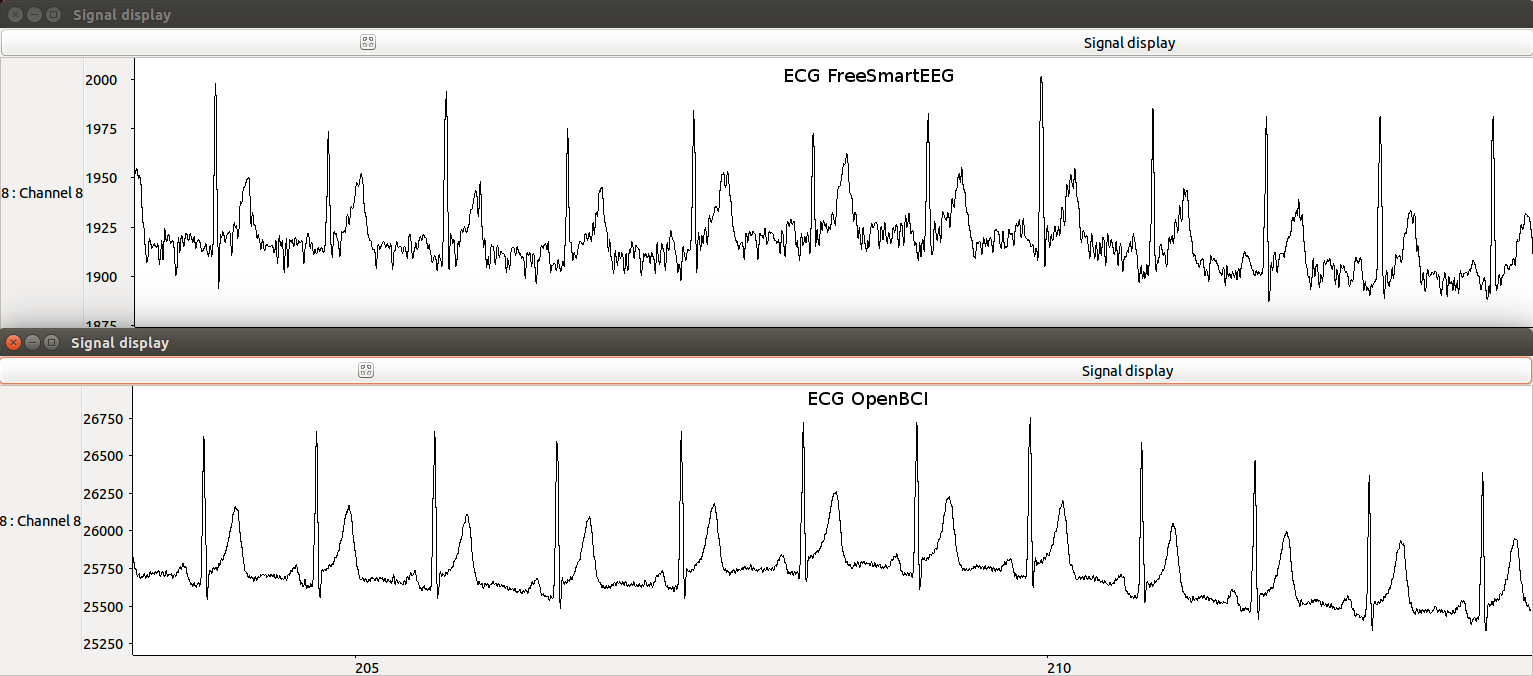 Signal display
Signal display
ECG FreeSmartEEG
2000
1975
1950
8 : Channel 8
1925
1900
1875
Signal display
Signal display
ECG OpenBCI
26750
26500
26250
8 : Channel 8
26000
25750
25500
25250
205 210